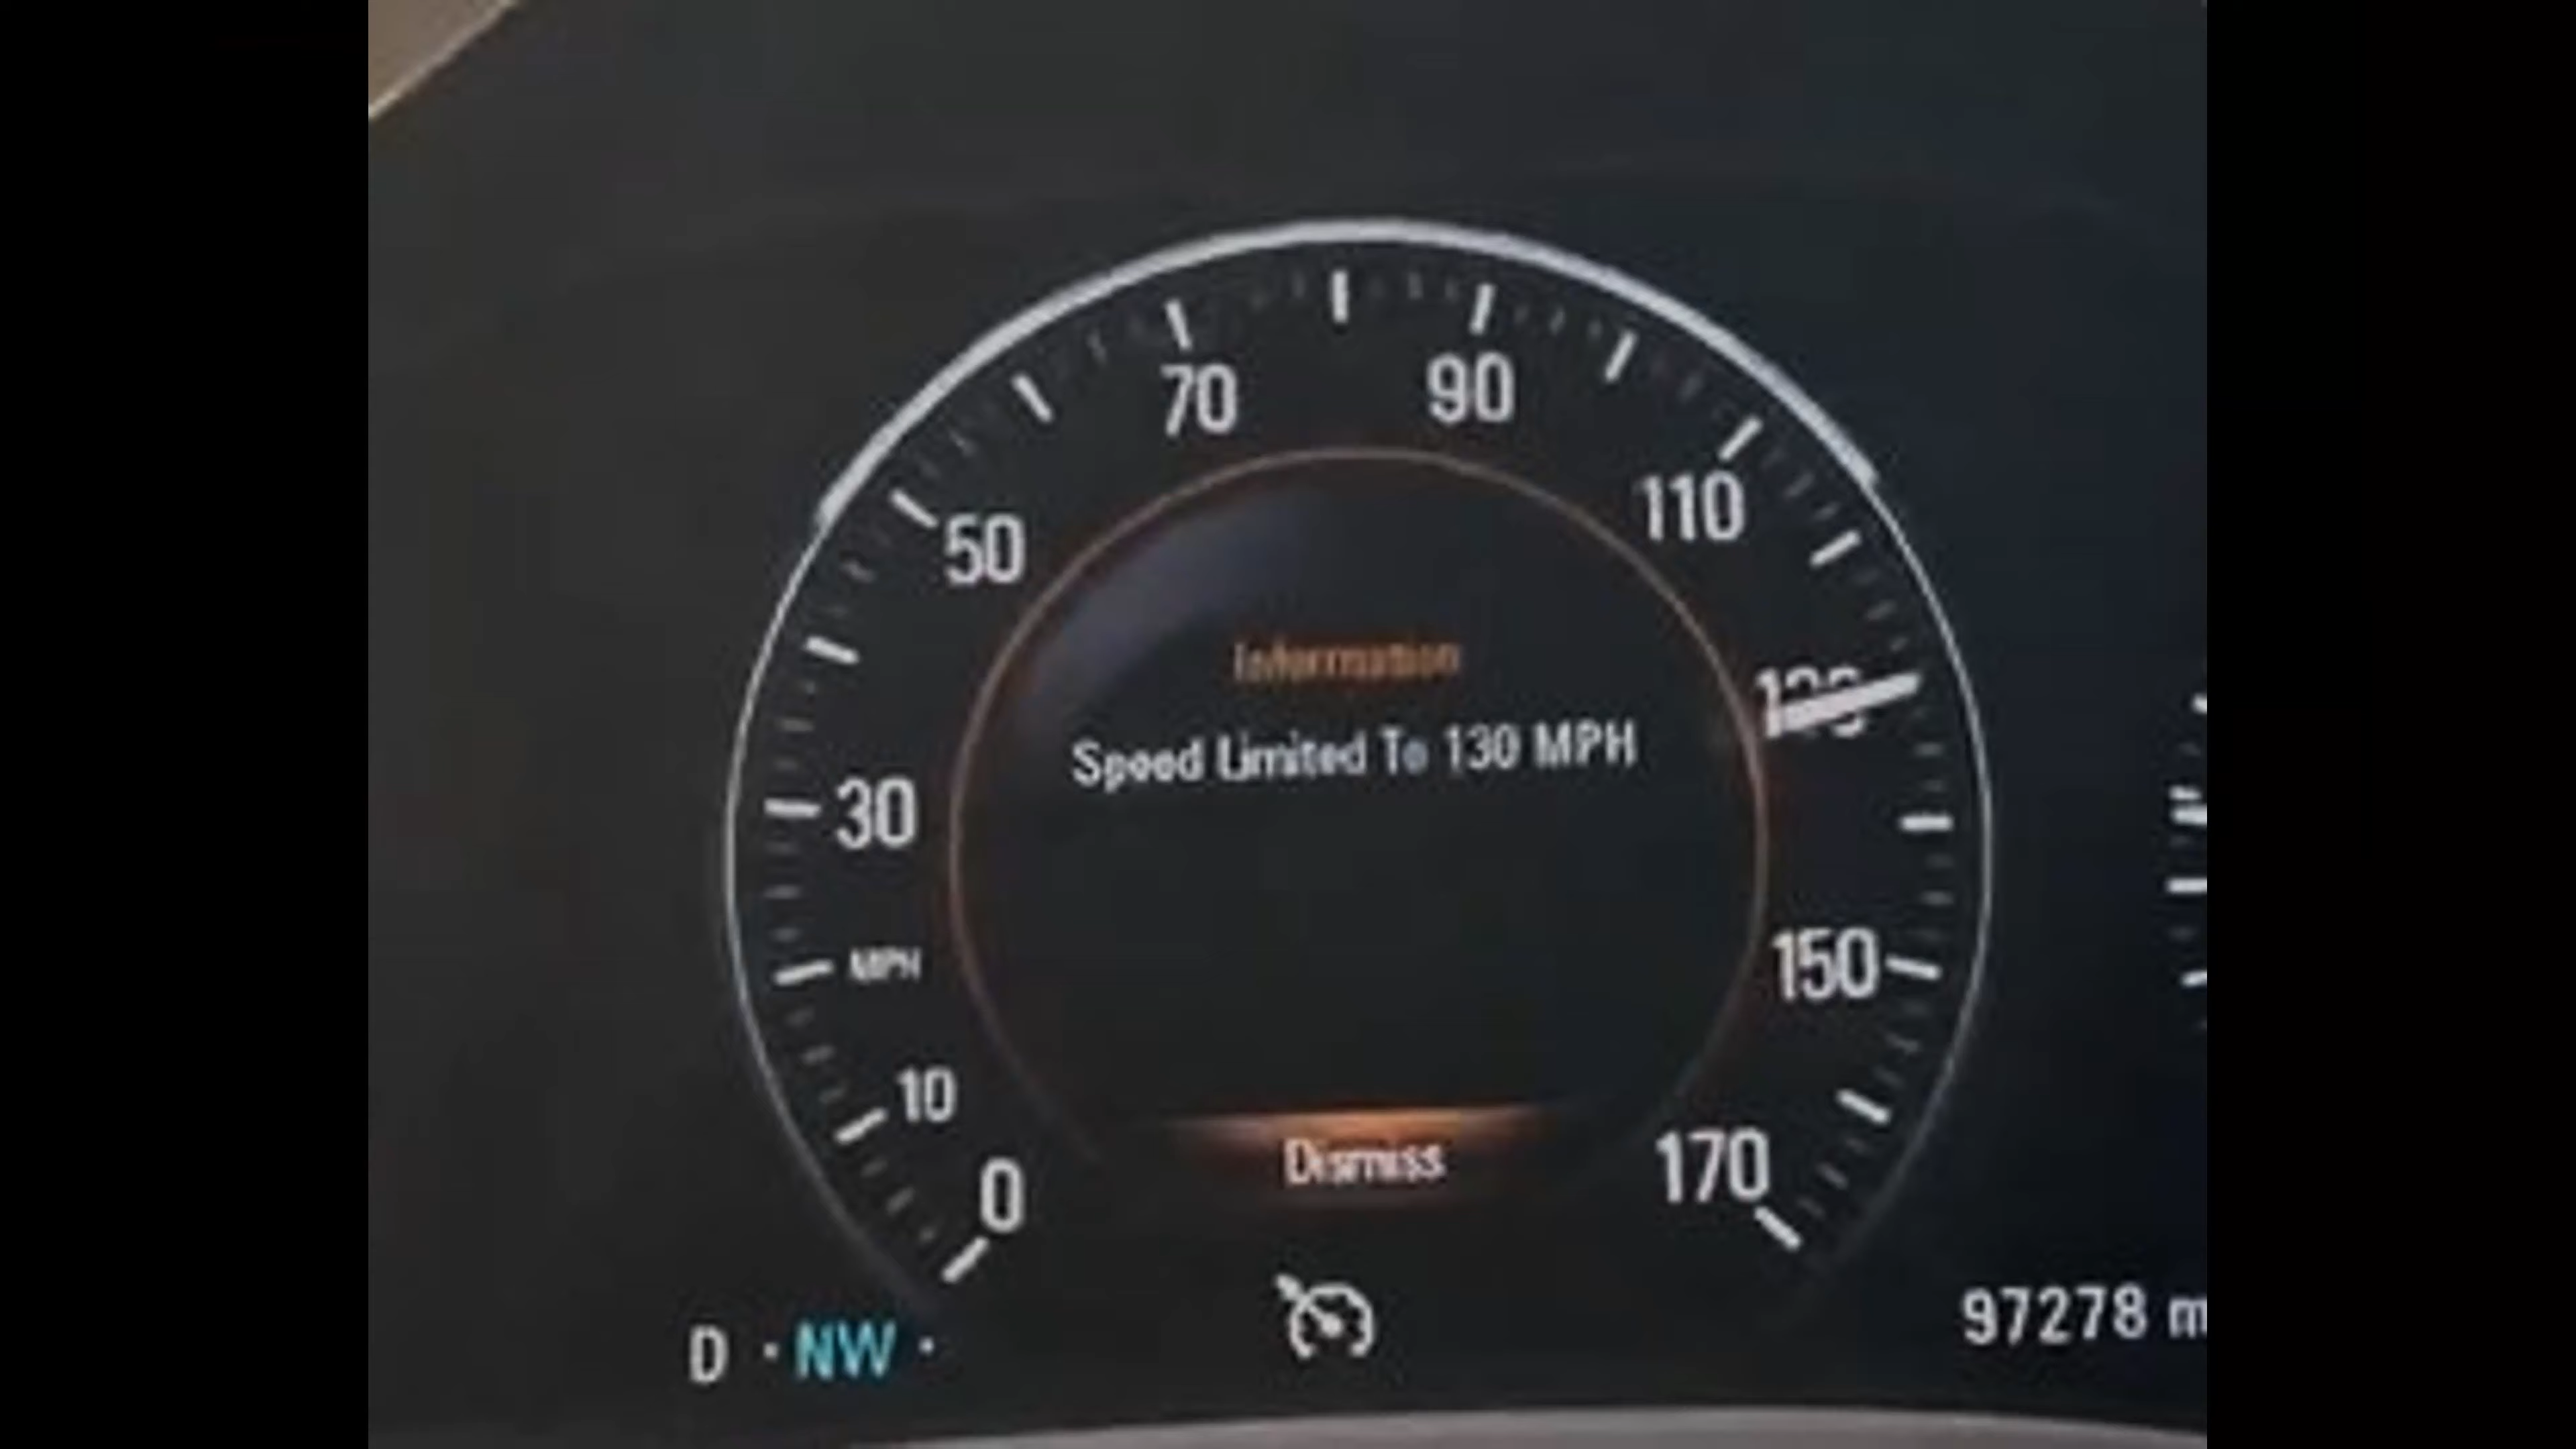 70
90
50
110
Information
130
Speed Limited To 130 MPH
30
MPH
150
10
Dismiss
170
0
97278 m
D · NW ·